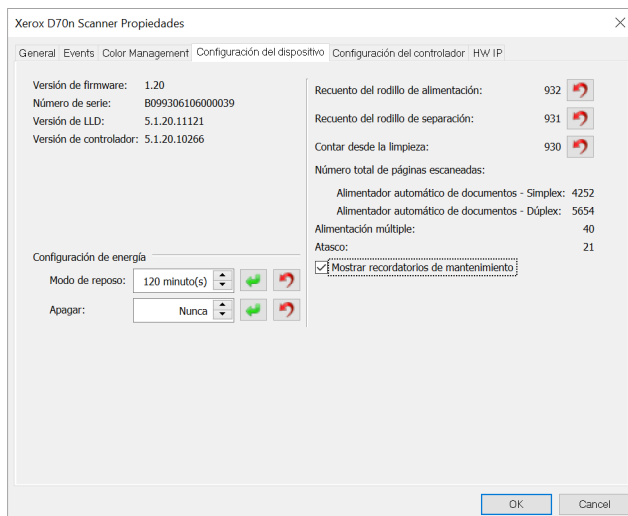 Xerox D70n Scanner Propiedades
General Events Color Management Configuración del dispositivo Configuración del controlador HW IP
Versión de firmware: 1.20
Número de serie: B099306106000039
Versión de LLD: 5.1.20.11121
Versión de controlador: 5.1.20.10266
Configuración de energía
Modo de reposo: 120 minuto(s)
Apagar: Nunca
Recuento del rodillo de alimentación: 932
Recuento del rodillo de separación: 931
Contar desde la limpieza: 930
Número total de páginas escaneadas:
Alimentador automático de documentos - Simplex: 4252
Alimentador automático de documentos - Dúplex: 5654
Alimentación múltiple: 40
Atasco: 21
Mostrar recordatorios de mantenimiento
OK Cancel